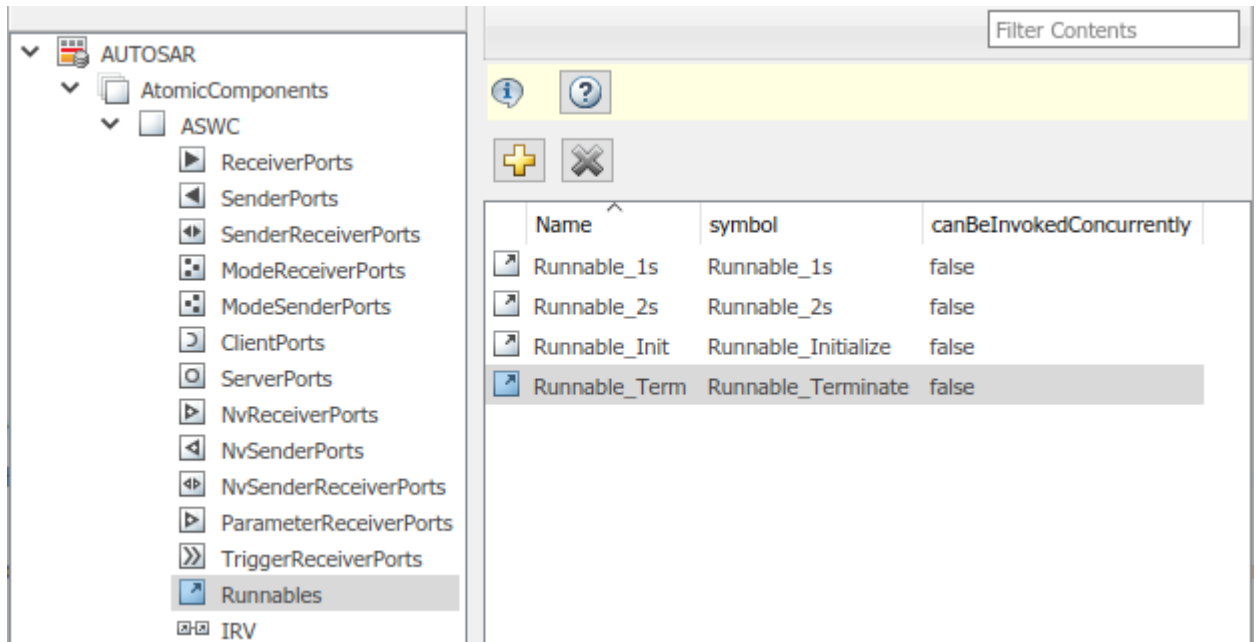 Filter Contents
AUTOSAR
AtomicComponents
ASWC
ReceiverPorts
SenderPorts
SenderReceiverPorts
ModeReceiverPorts
ModeSenderPorts
ClientPorts
ServerPorts
NvReceiverPorts
NvSenderPorts
NvSenderReceiverPorts
ParameterReceiverPorts
TriggerReceiverPorts
Runnables
IRV
Name symbol canBeInvokedConcurrently
Runnable_1s Runnable_1s false
Runnable_2s Runnable_2s false
Runnable_Init Runnable_Initialize false
Runnable_Term Runnable_Terminate false